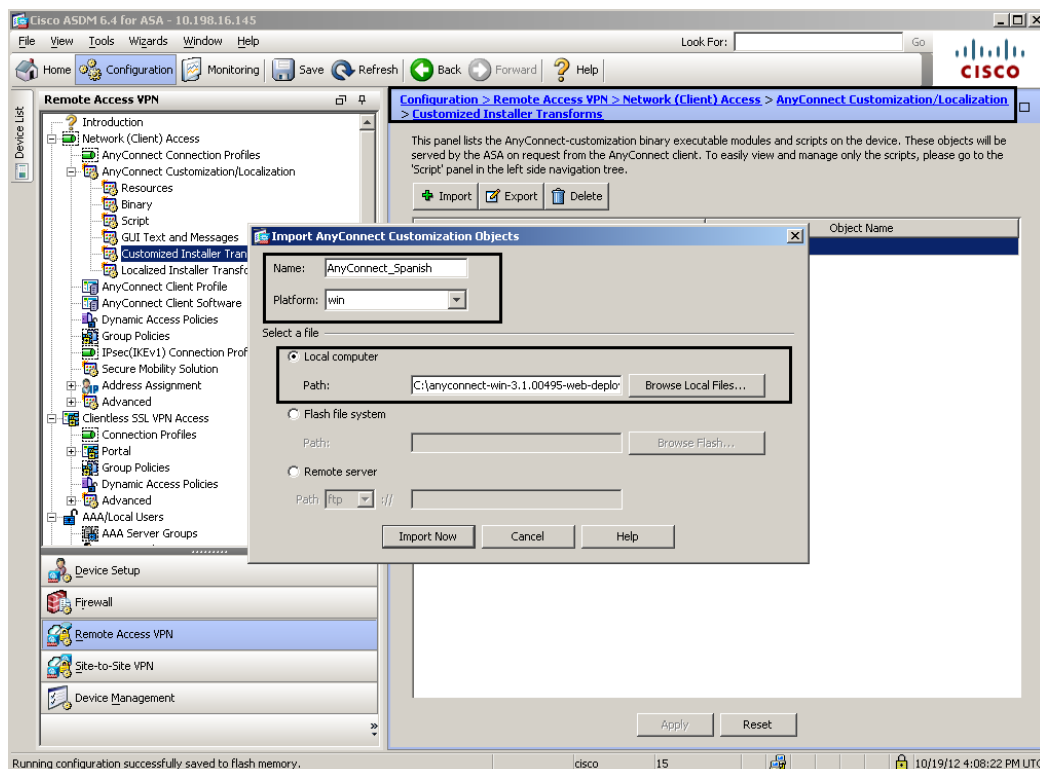 Cisco ASDM 6.4 for ASA - 10.198.16.145
File View Tools Wizards Window Help
Look For:
Go
Home Configuration Monitoring Save Refresh Back Forward Help
CISCO
Device List
Remote Access VPN
Introduction
Network (Client) Access
AnyConnect Connection Profiles
AnyConnect Customization/Localization
Resources
Binary
Script
GUI Text and Messages
Customized Installer Tran
Localized Installer Transfo
AnyConnect Client Profile
AnyConnect Client Software
Dynamic Access Policies
Group Policies
IPsec(IKEv1) Connection Prof
Secure Mobility Solution
Address Assignment
Advanced
Clientless SSL VPN Access
Connection Profiles
Portal
Group Policies
Dynamic Access Policies
Advanced
AAA/Local Users
AAA Server Groups
Device Setup
Firewall
Remote Access VPN
Site-to-Site VPN
Device Management
Configuration > Remote Access VPN > Network (Client) Access > AnyConnect Customization/Localization
> Customized Installer Transforms
This panel lists the AnyConnect-customization binary executable modules and scripts on the device. These objects will be
served by the ASA on request from the AnyConnect client. To easily view and manage only the scripts, please go to the
'Script' panel in the left side navigation tree.
Import Export Delete
Object Name
Import AnyConnect Customization Objects
Name: AnyConnect_Spanish
Platform: win
Select a file
Local computer
Path: C:\anyconnect-win-3.1.00495-web-deplo
Browse Local Files...
Flash file system
Path:
Browse Flash...
Remote server
Path ftp ://
Import Now Cancel Help
Apply Reset
Running configuration successfully saved to flash memory.
cisco
15
10/19/12 4:08:22 PM UTC